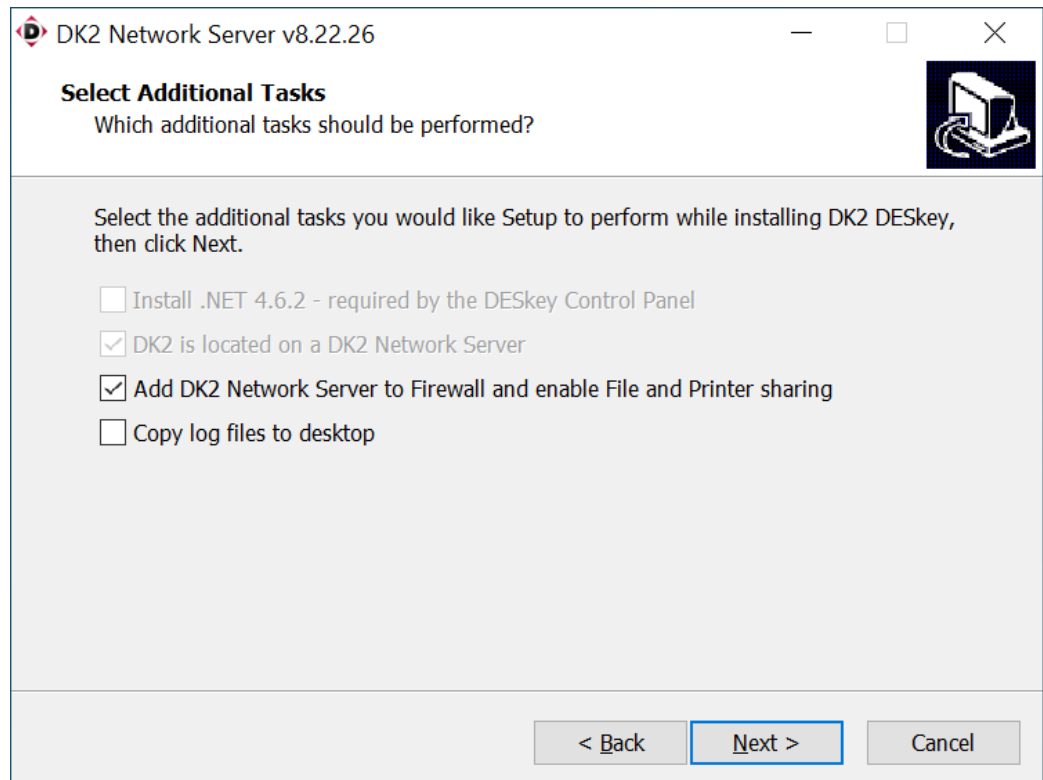 DK2 Network Server v8.22.26
Select Additional Tasks
Which additional tasks should be performed?
Select the additional tasks you would like Setup to perform while installing DK2 DESkey,
then click Next.
Install .NET 4.6.2 - required by the DESkey Control Panel
DK2 is located on a DK2 Network Server
Add DK2 Network Server to Firewall and enable File and Printer sharing
Copy log files to desktop
< Back Next > Cancel